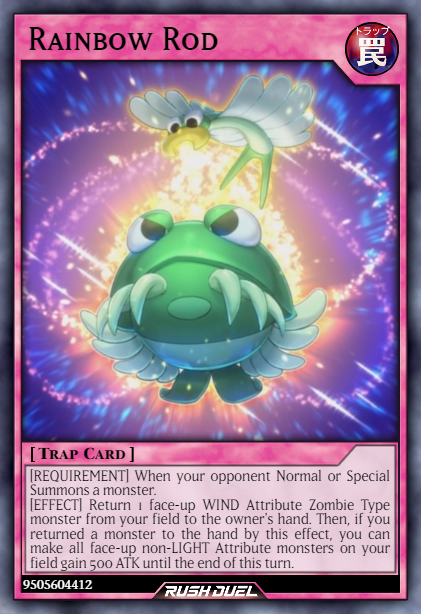 Rainbow Rod
トラップ
罠
[ Trap Card ]
[REQUIREMENT] When your opponent Normal or Special
Summons a monster.
[EFFECT] Return 1 face-up WIND Attribute Zombie Type
monster from your field to the owner's hand. Then, if you
returned a monster to the hand by this effect, you can
make all face-up non-LIGHT Attribute monsters on your
field gain 500 ATK until the end of this turn.
9505604412
RUSH DUEL